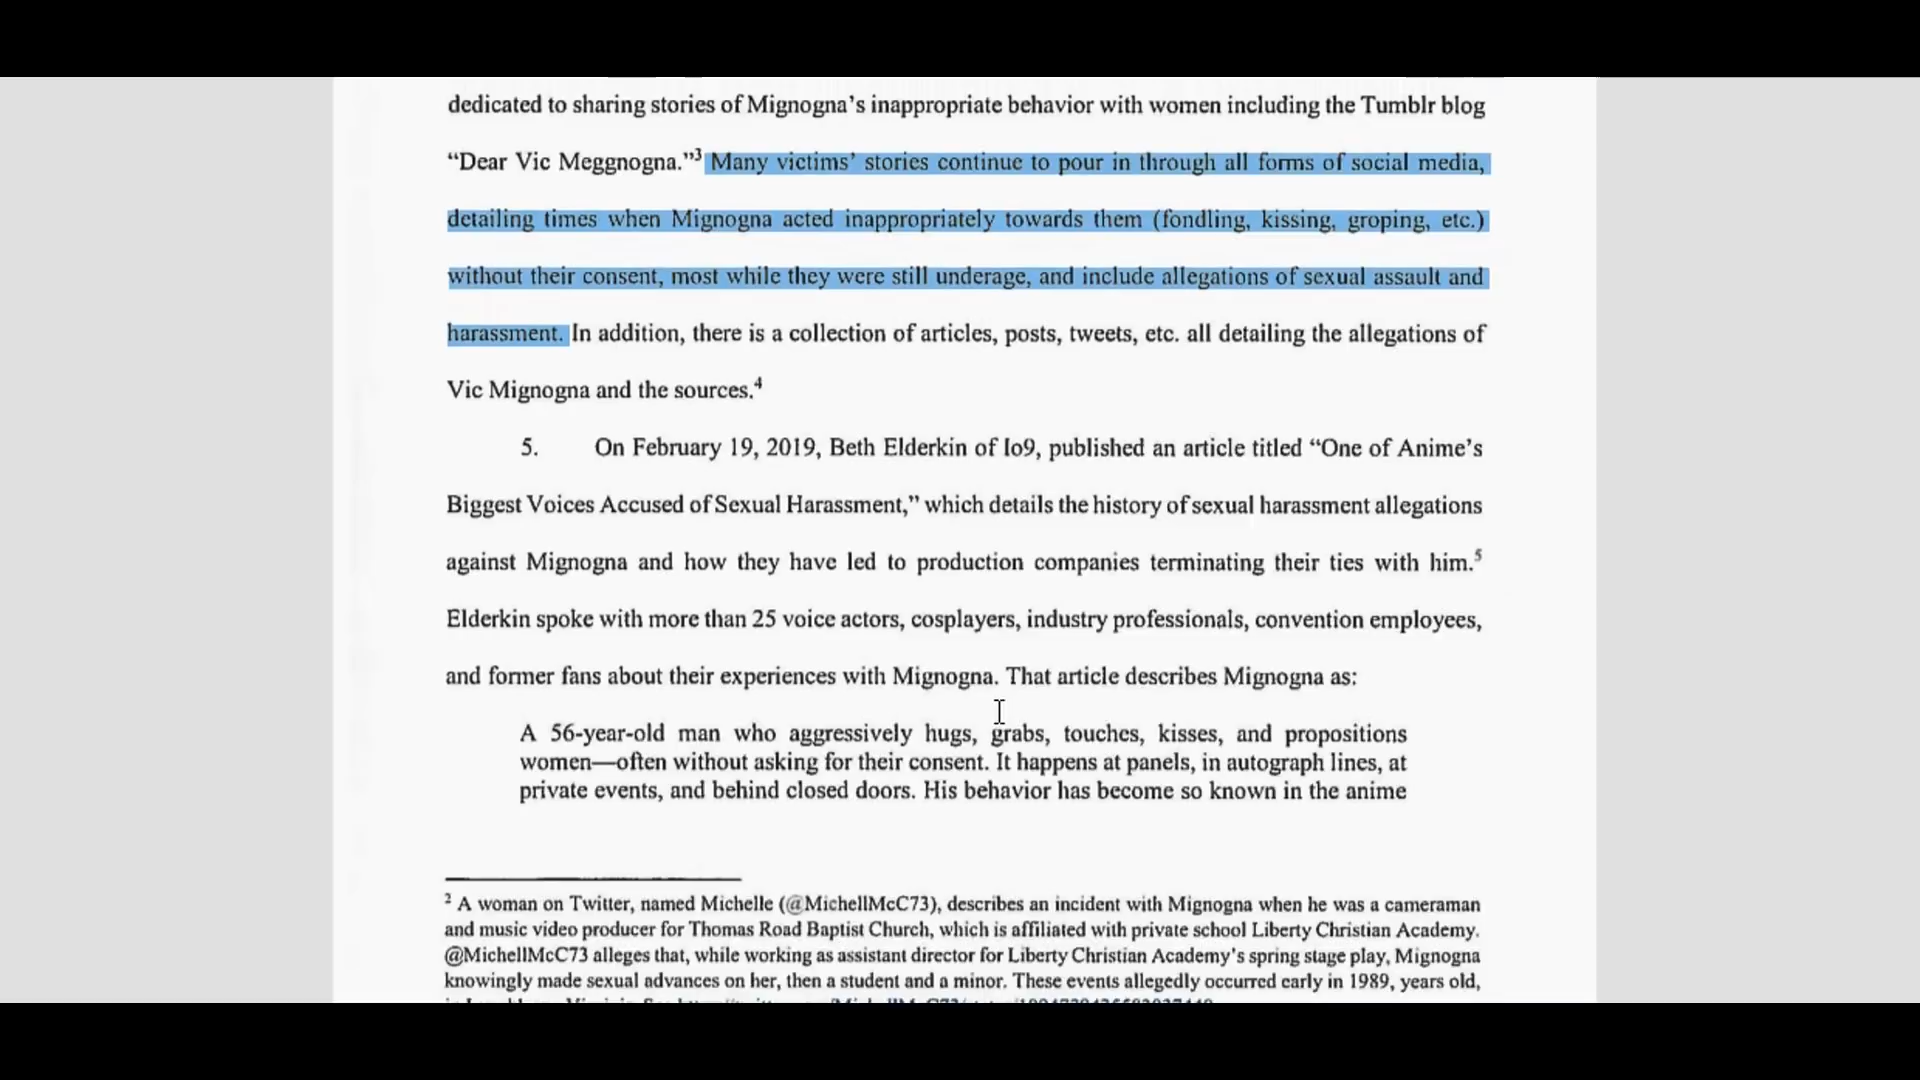 dedicated to sharing stories of Mignogna's inappropriate behavior with women including the Tumblr blog
“Dear Vic Meggnogna.”3 Many victims' stories continue to pour in through all forms of social media,
detailing times when Mignogna acted inappropriately towards them (fondling, kissing, groping, etc.)
without their consent, most while they were still underage, and include allegations of sexual assault and
harassment. In addition, there is a collection of articles, posts, tweets, etc. all detailing the allegations of
Vic Mignogna and the sources.4
5. On February 19, 2019, Beth Elderkin of Io9, published an article titled “One of Anime's
Biggest Voices Accused of Sexual Harassment,” which details the history of sexual harassment allegations
against Mignogna and how they have led to production companies terminating their ties with him.5
Elderkin spoke with more than 25 voice actors, cosplayers, industry professionals, convention employees,
and former fans about their experiences with Mignogna. That article describes Mignogna as:
A 56-year-old man who aggressively hugs, grabs, touches, kisses, and propositions
women—often without asking for their consent. It happens at panels, in autograph lines, at
private events, and behind closed doors. His behavior has become so known in the anime
2 A woman on Twitter, named Michelle (@MichellMcC73), describes an incident with Mignogna when he was a cameraman
and music video producer for Thomas Road Baptist Church, which is affiliated with private school Liberty Christian Academy.
@MichellMcC73 alleges that, while working as assistant director for Liberty Christian Academy's spring stage play, Mignogna
knowingly made sexual advances on her, then a student and a minor. These events allegedly occurred early in 1989, years old,